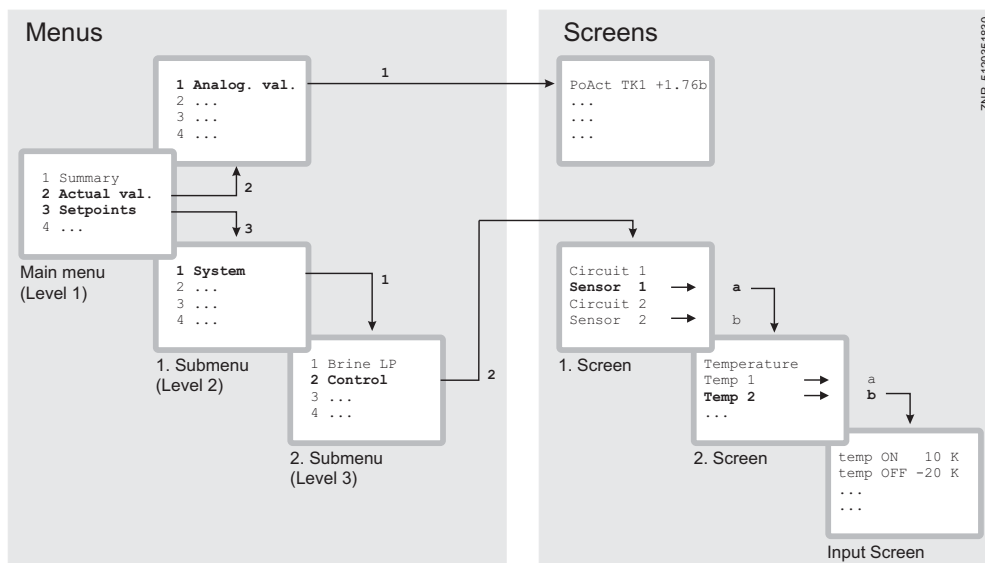 Menus
1 Analog. val.
2 ...
3 ...
4 ...
1
2
1 Summary
2 Actual val.
3 Setpoints
4 ...
Main menu
(Level 1)
3
1 System
2 ...
3 ...
4 ...
1
1. Submenu
(Level 2)
1 Brine LP
2 Control
3 ...
4 ...
2
2. Submenu
(Level 3)
Screens
PoAct TK1 +1.76b
...
...
...
Circuit 1
Sensor 1
Circuit 2
Sensor 2
a
b
1. Screen
Temperature
Temp 1
Temp 2
...
a
b
2. Screen
temp ON 10 K
temp OFF -20 K
...
...
Input Screen